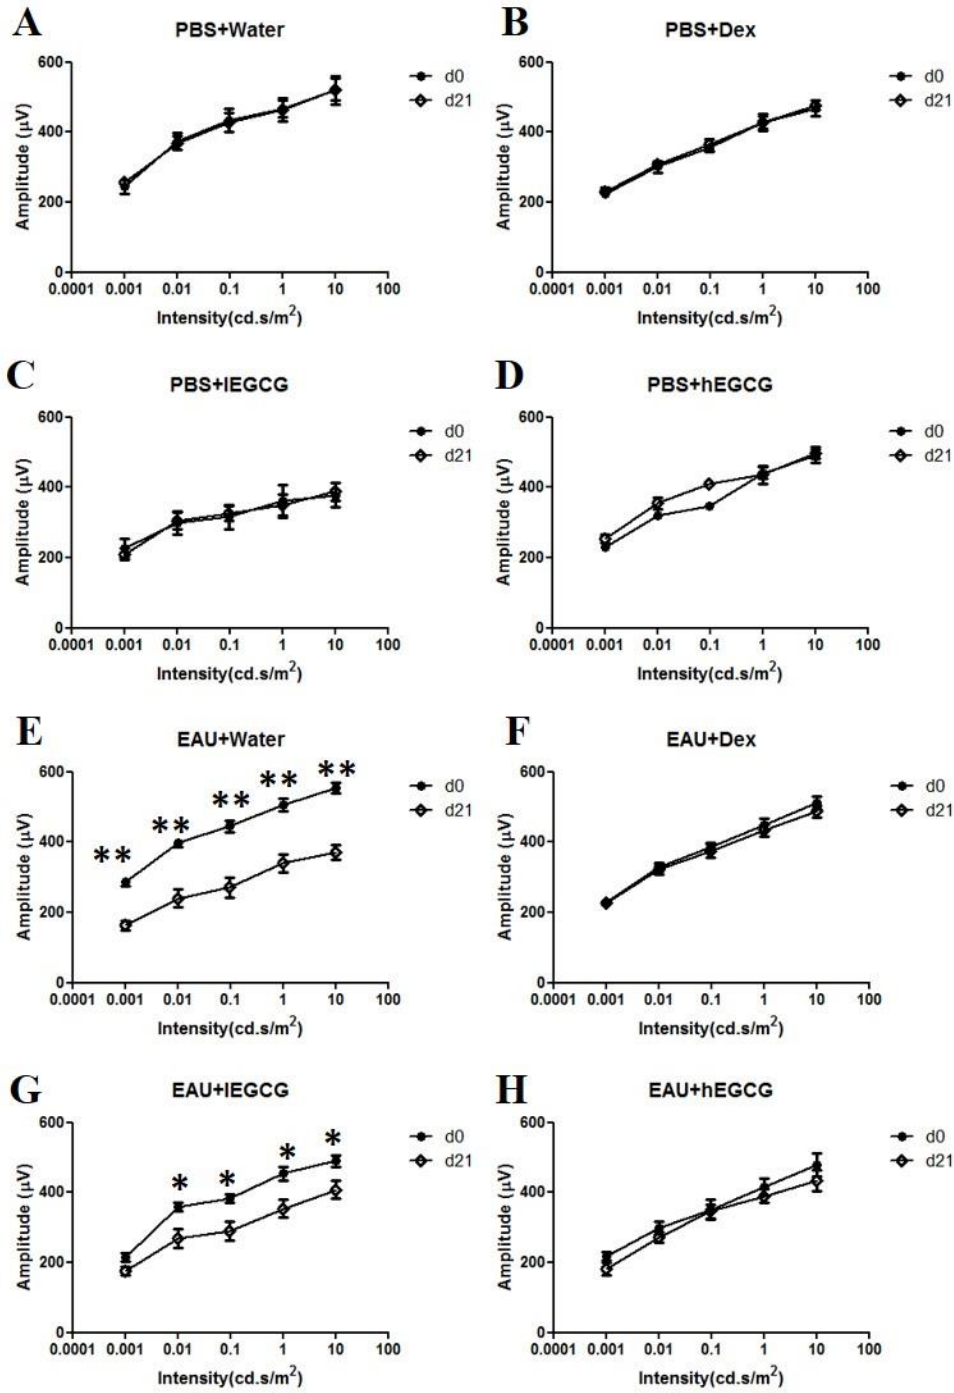 A
PBS+Water
600
400
200
0
Amplitude (µV)
0.0001 0.001 0.01 0.1 1 10 100
Intensity(cd.s/m²)
d0
d21
B
PBS+Dex
600
400
200
0
Amplitude (µV)
0.0001 0.001 0.01 0.1 1 10 100
Intensity(cd.s/m²)
d0
d21
C
PBS+lEGCG
600
400
200
0
Amplitude (µV)
0.0001 0.001 0.01 0.1 1 10 100
Intensity(cd.s/m²)
d0
d21
D
PBS+hEGCG
600
400
200
0
Amplitude (µV)
0.0001 0.001 0.01 0.1 1 10 100
Intensity(cd.s/m²)
d0
d21
E
EAU+Water
600
400
200
0
Amplitude (µV)
** ** ** ** **
0.0001 0.001 0.01 0.1 1 10 100
Intensity(cd.s/m²)
d0
d21
F
EAU+Dex
600
400
200
0
Amplitude (µV)
0.0001 0.001 0.01 0.1 1 10 100
Intensity(cd.s/m²)
d0
d21
G
EAU+lEGCG
600
400
200
0
Amplitude (µV)
* * * *
0.0001 0.001 0.01 0.1 1 10 100
Intensity(cd.s/m²)
d0
d21
H
EAU+hEGCG
600
400
200
0
Amplitude (µV)
0.0001 0.001 0.01 0.1 1 10 100
Intensity(cd.s/m²)
d0
d21